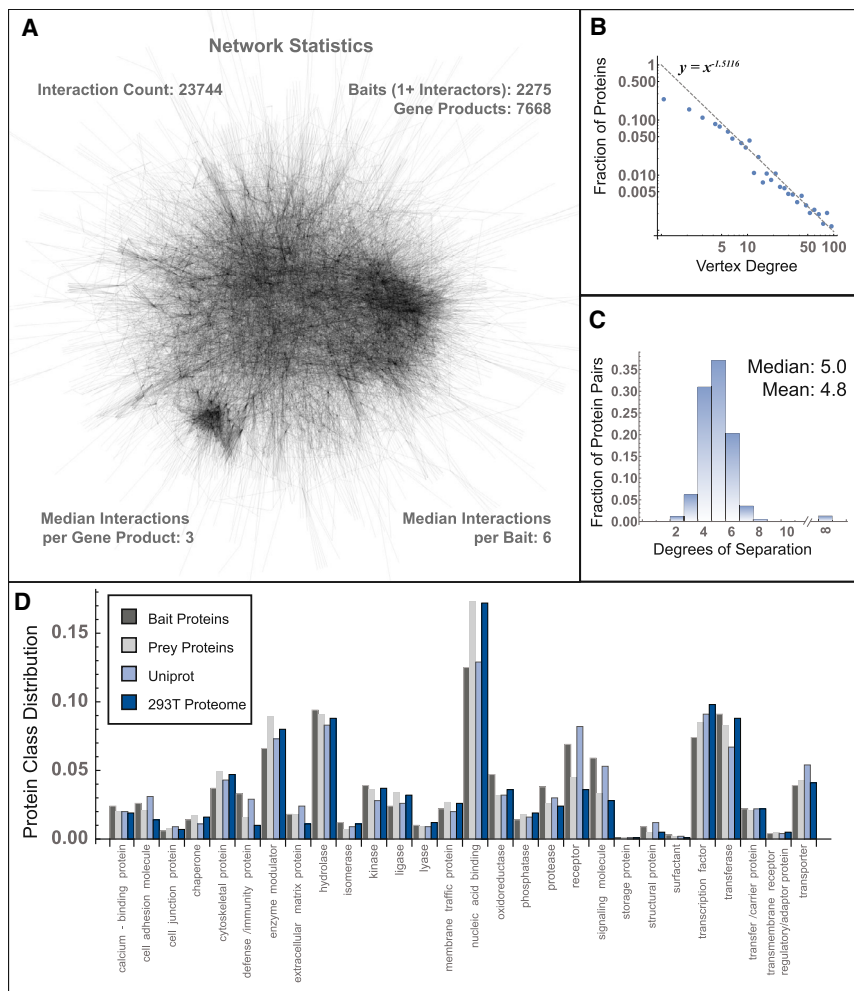 A
Network Statistics
Interaction Count: 23744
Baits (1+ Interactors): 2275
Gene Products: 7668
Median Interactions
per Gene Product: 3
Median Interactions
per Bait: 6
B
y = x^-1.5116
Fraction of Proteins
1
0.500
0.100
0.050
0.010
0.005
5 10 50 100
Vertex Degree
C
Median: 5.0
Mean: 4.8
Fraction of Protein Pairs
0.35
0.30
0.25
0.20
0.15
0.10
0.05
0.00
2 4 6 8 10 ∞
Degrees of Separation
D
Protein Class Distribution
0.15
0.10
0.05
0.00
Bait Proteins
Prey Proteins
Uniprot
293T Proteome
calcium - binding protein
cell adhesion molecule
cell junction protein
chaperone
cytoskeletal protein
defense /immunity protein
enzyme modulator
extracellular matrix protein
hydrolase
isomerase
kinase
ligase
lyase
membrane traffic protein
nucleic acid binding
oxidoreductase
phosphatase
protease
receptor
signaling molecule
storage protein
structural protein
surfactant
transcription factor
transferase
transfer /carrier protein
transmembrane receptor
regulatory/adaptor protein
transporter